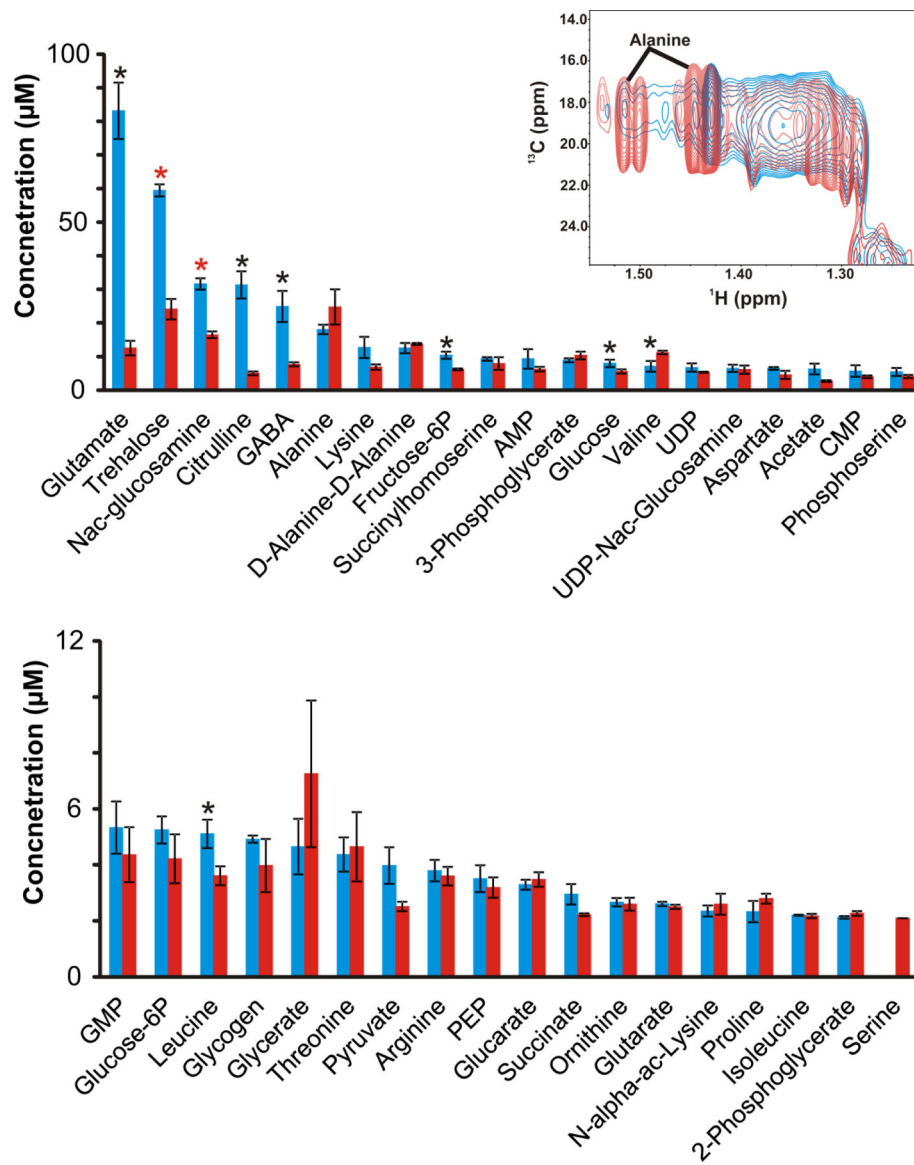 Concnetration (µM)
100
50
0
*
*
*
*
*
*
*
*
Glutamate
Trehalose
Nac-glucosamine
Citrulline
GABA
Alanine
Lysine
D-Alanine-D-Alanine
Fructose-6P
Succinylhomoserine
AMP
3-Phosphoglycerate
Glucose
Valine
UDP
UDP-Nac-Glucosamine
Aspartate
Acetate
CMP
Phosphoserine
Alanine
13C (ppm)
14.0
16.0
18.0
20.0
22.0
24.0
1.50
1.40
1.30
1H (ppm)
Concnetration (µM)
12
6
0
*
GMP
Glucose-6P
Leucine
Glycogen
Glycerate
Threonine
Pyruvate
Arginine
PEP
Glucarate
Succinate
Ornithine
Glutarate
N-alpha-ac-Lysine
Proline
Isoleucine
2-Phosphoglycerate
Serine